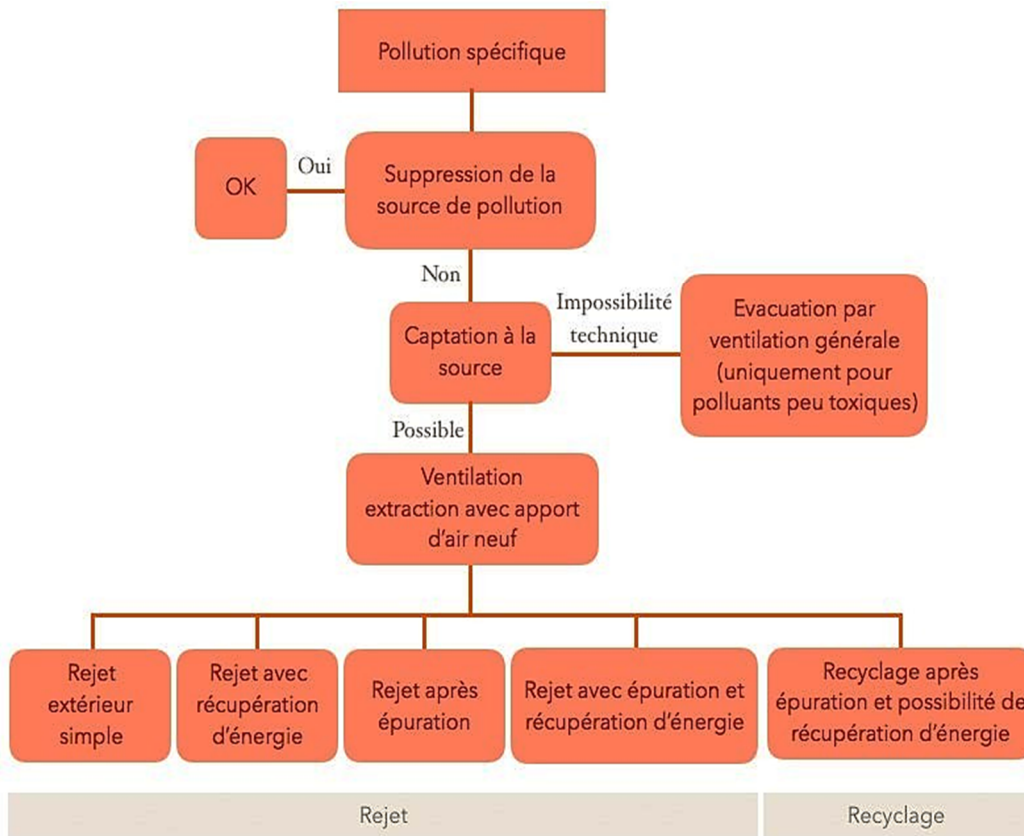 Pollution spécifique
Suppression de la
source de pollution
Oui
OK
Non
Captation à la
source
Impossibilité
technique
Evacuation par
ventilation générale
(uniquement pour
polluants peu toxiques)
Possible
Ventilation
extraction avec apport
d'air neuf
Rejet
extérieur
simple
Rejet avec
récupération
d'énergie
Rejet après
épuration
Rejet avec épuration et
récupération d'énergie
Recyclage après
épuration et possibilité de
récupération d'énergie
Rejet
Recyclage